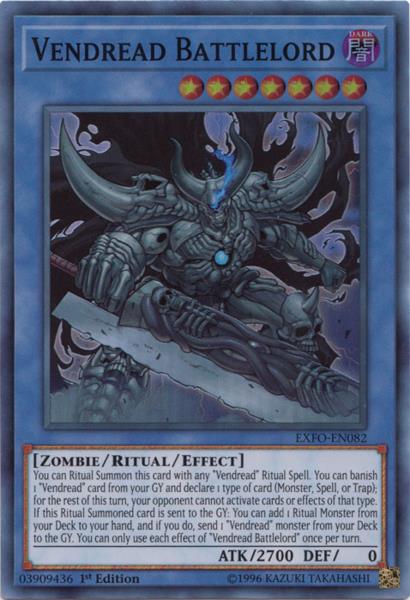 VENDREAD BATTLELORD
DARK
闇
EXFO-EN082
[ZOMBIE/RITUAL/EFFECT]
You can Ritual Summon this card with any "Vendread" Ritual Spell. You can banish
1 "Vendread" card from your GY and declare 1 type of card (Monster, Spell, or Trap);
for the rest of this turn, your opponent cannot activate cards or effects of that type.
If this Ritual Summoned card is sent to the GY: You can add 1 Ritual Monster from
your Deck to your hand, and if you do, send 1 "Vendread" monster from your Deck
to the GY. You can only use each effect of "Vendread Battlelord" once per turn.
ATK/2700 DEF/ 0
03909436 1st Edition ©1996 KAZUKI TAKAHASHI